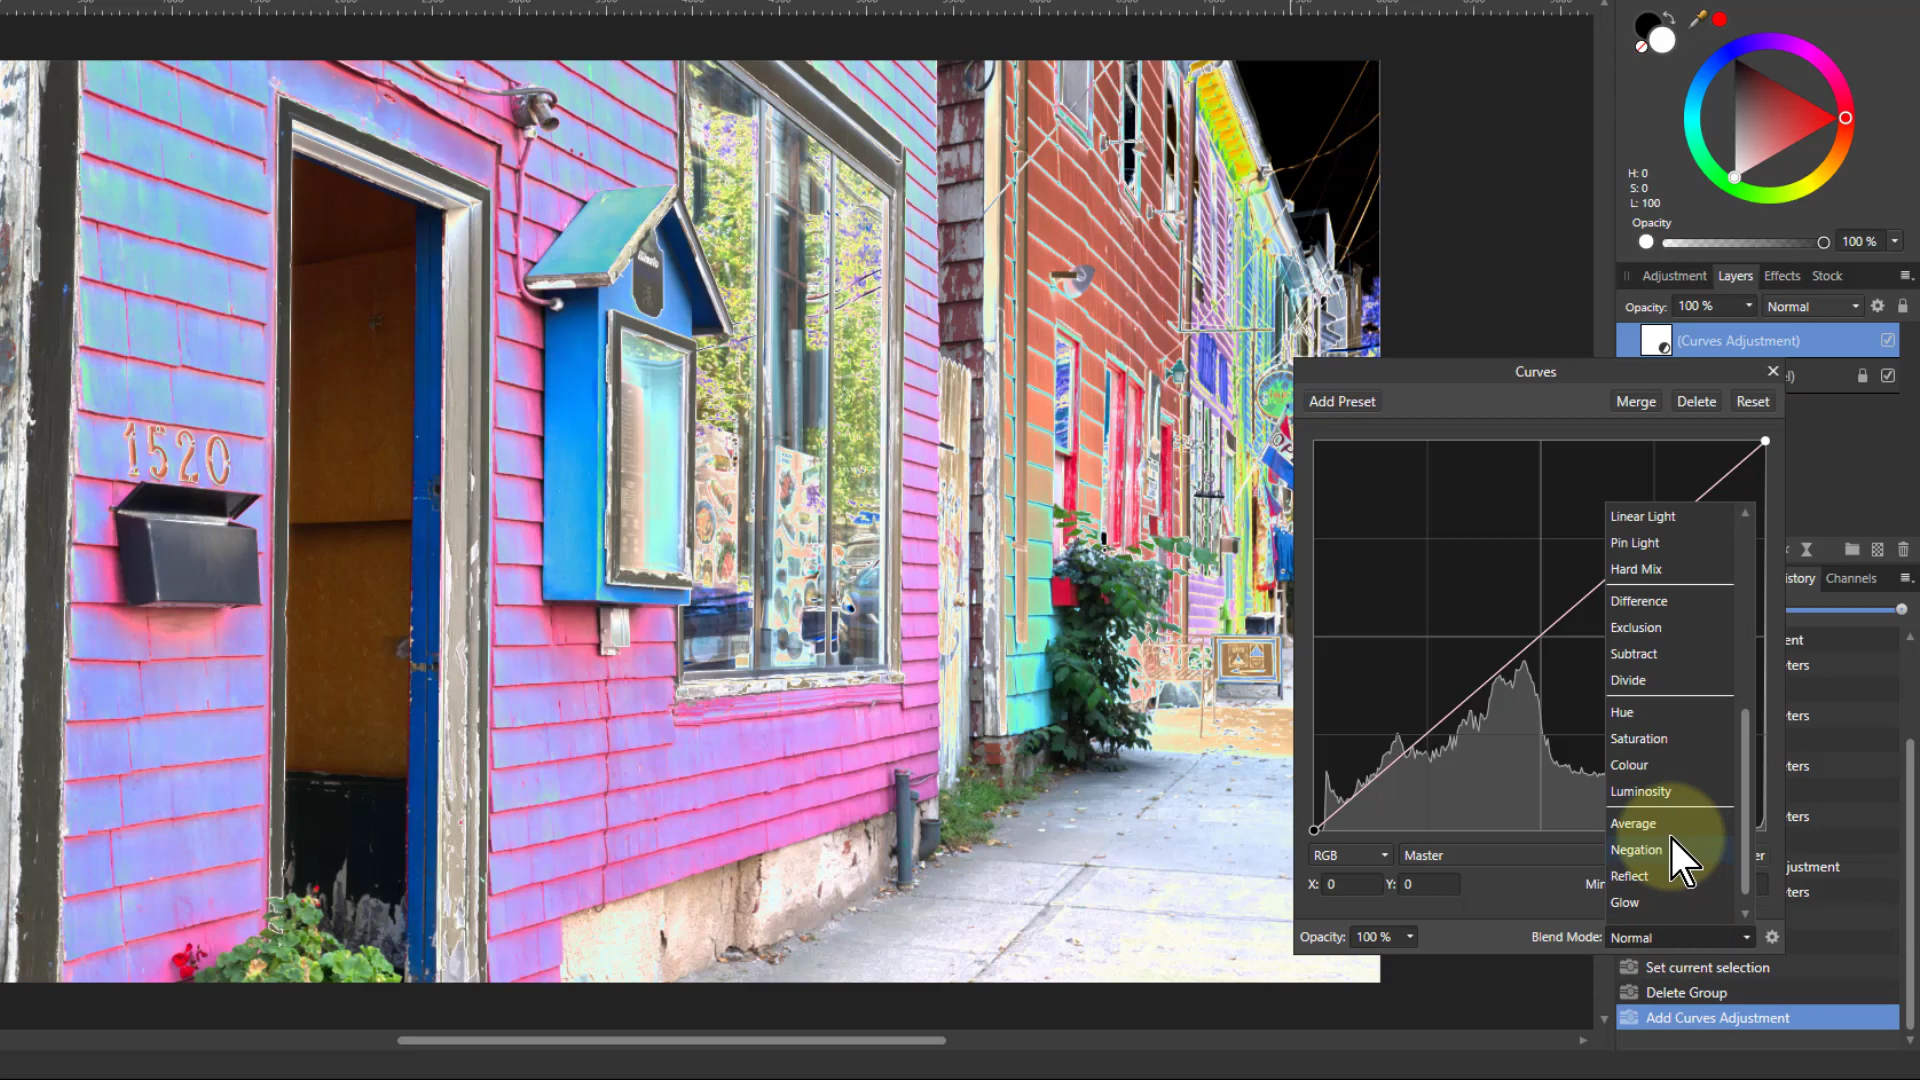 H: 0
S: 0
L: 100
Opacity
100 %
Adjustment Layers Effects Stock
Opacity: 100 % Normal
(Curves Adjustment)
Curves
Add Preset Merge Delete Reset
Linear Light
Pin Light
Hard Mix
Difference
Exclusion
Subtract
Divide
Hue
Saturation
Colour
Luminosity
Average
Negation
Reflect
Glow
RGB Master
X: 0 Y: 0
Opacity: 100 % Blend Mode: Normal
Channels
Set current selection
Delete Group
Add Curves Adjustment
1520